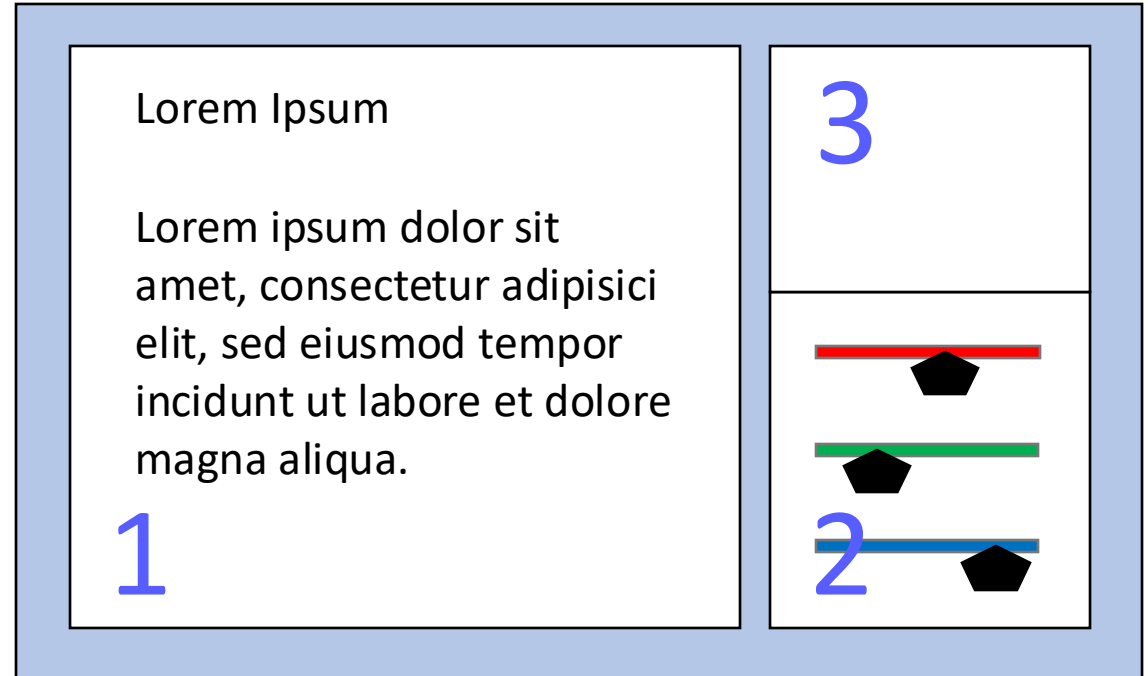 Lorem Ipsum
Lorem ipsum dolor sit
amet, consectetur adipisici
elit, sed eiusmod tempor
incidunt ut labore et dolore
magna aliqua.
1
3
2